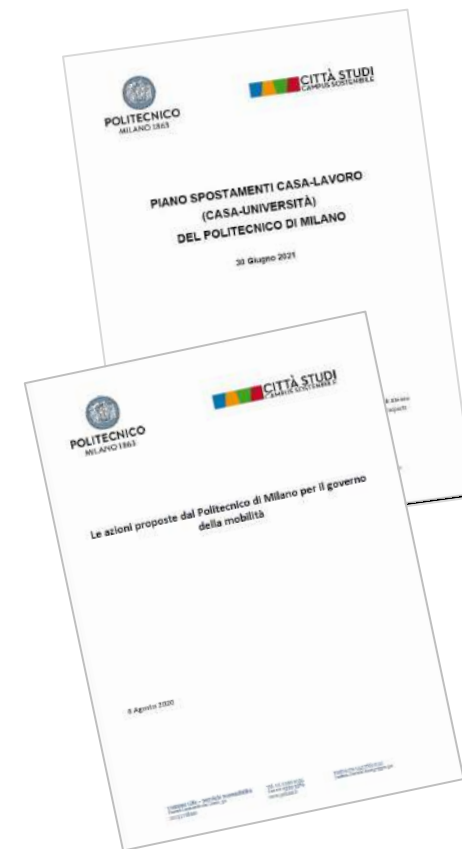 POLITECNICO
MILANO 1863
CITTÀ STUDI
CAMPUS SOSTENIBILE
PIANO SPOSTAMENTI CASA-LAVORO
(CASA-UNIVERSITÀ)
DEL POLITECNICO DI MILANO
30 Giugno 2021
POLITECNICO
MILANO 1863
CITTÀ STUDI
CAMPUS SOSTENIBILE
Le azioni proposte dal Politecnico di Milano per il governo
della mobilità
6 Agosto 2020